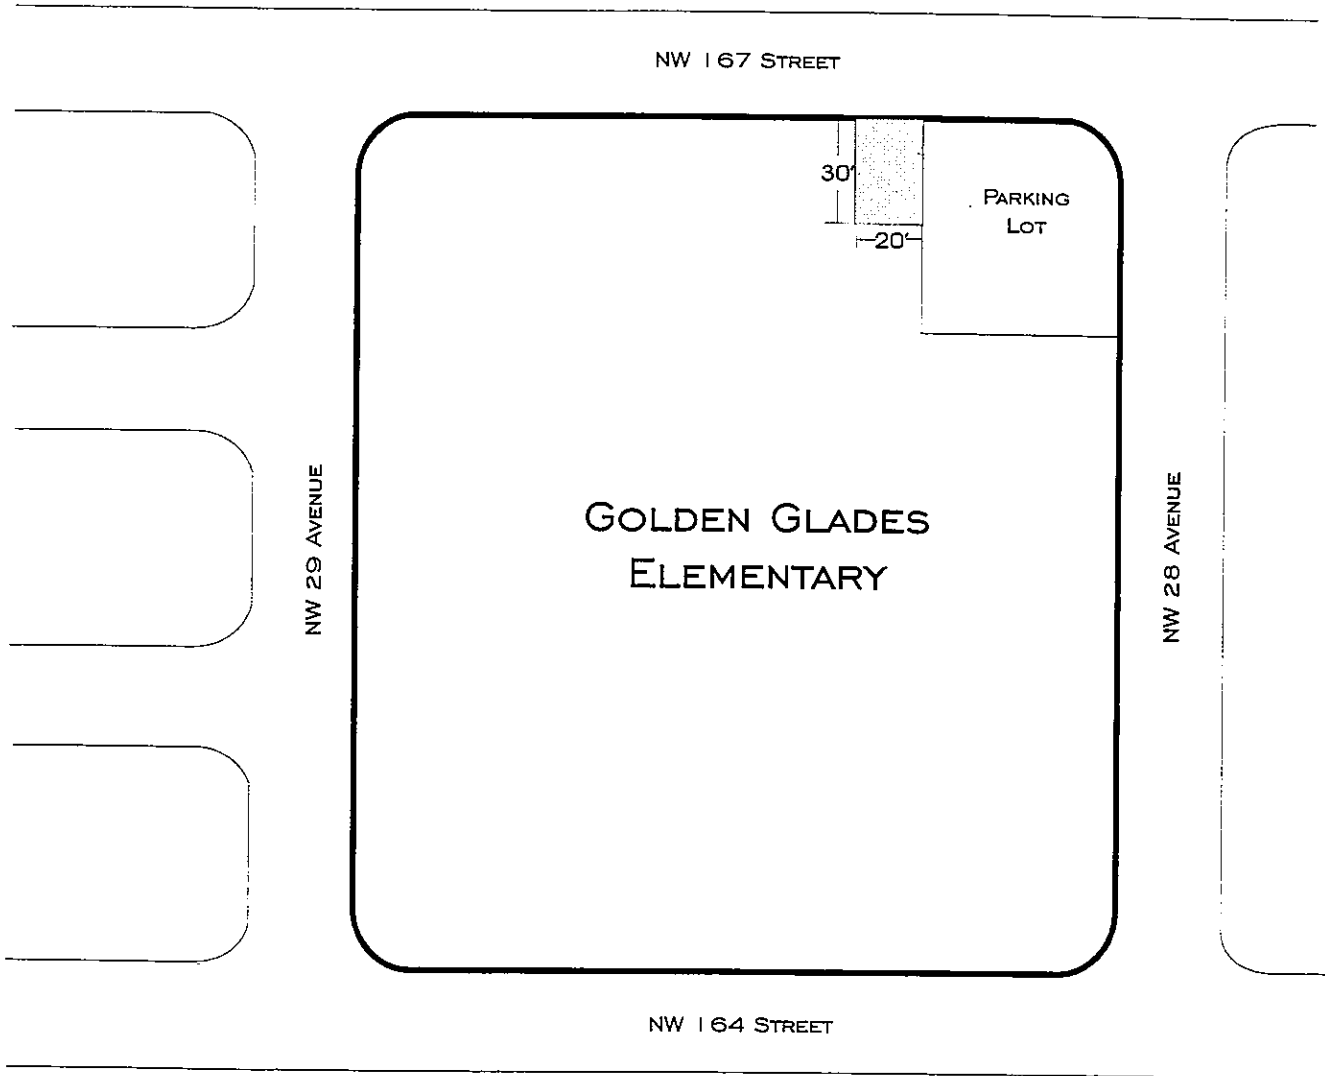 NW 167 STREET
30'
PARKING
LOT
20'
GOLDEN GLADES
ELEMENTARY
NW 29 AVENUE
NW 28 AVENUE
NW 164 STREET